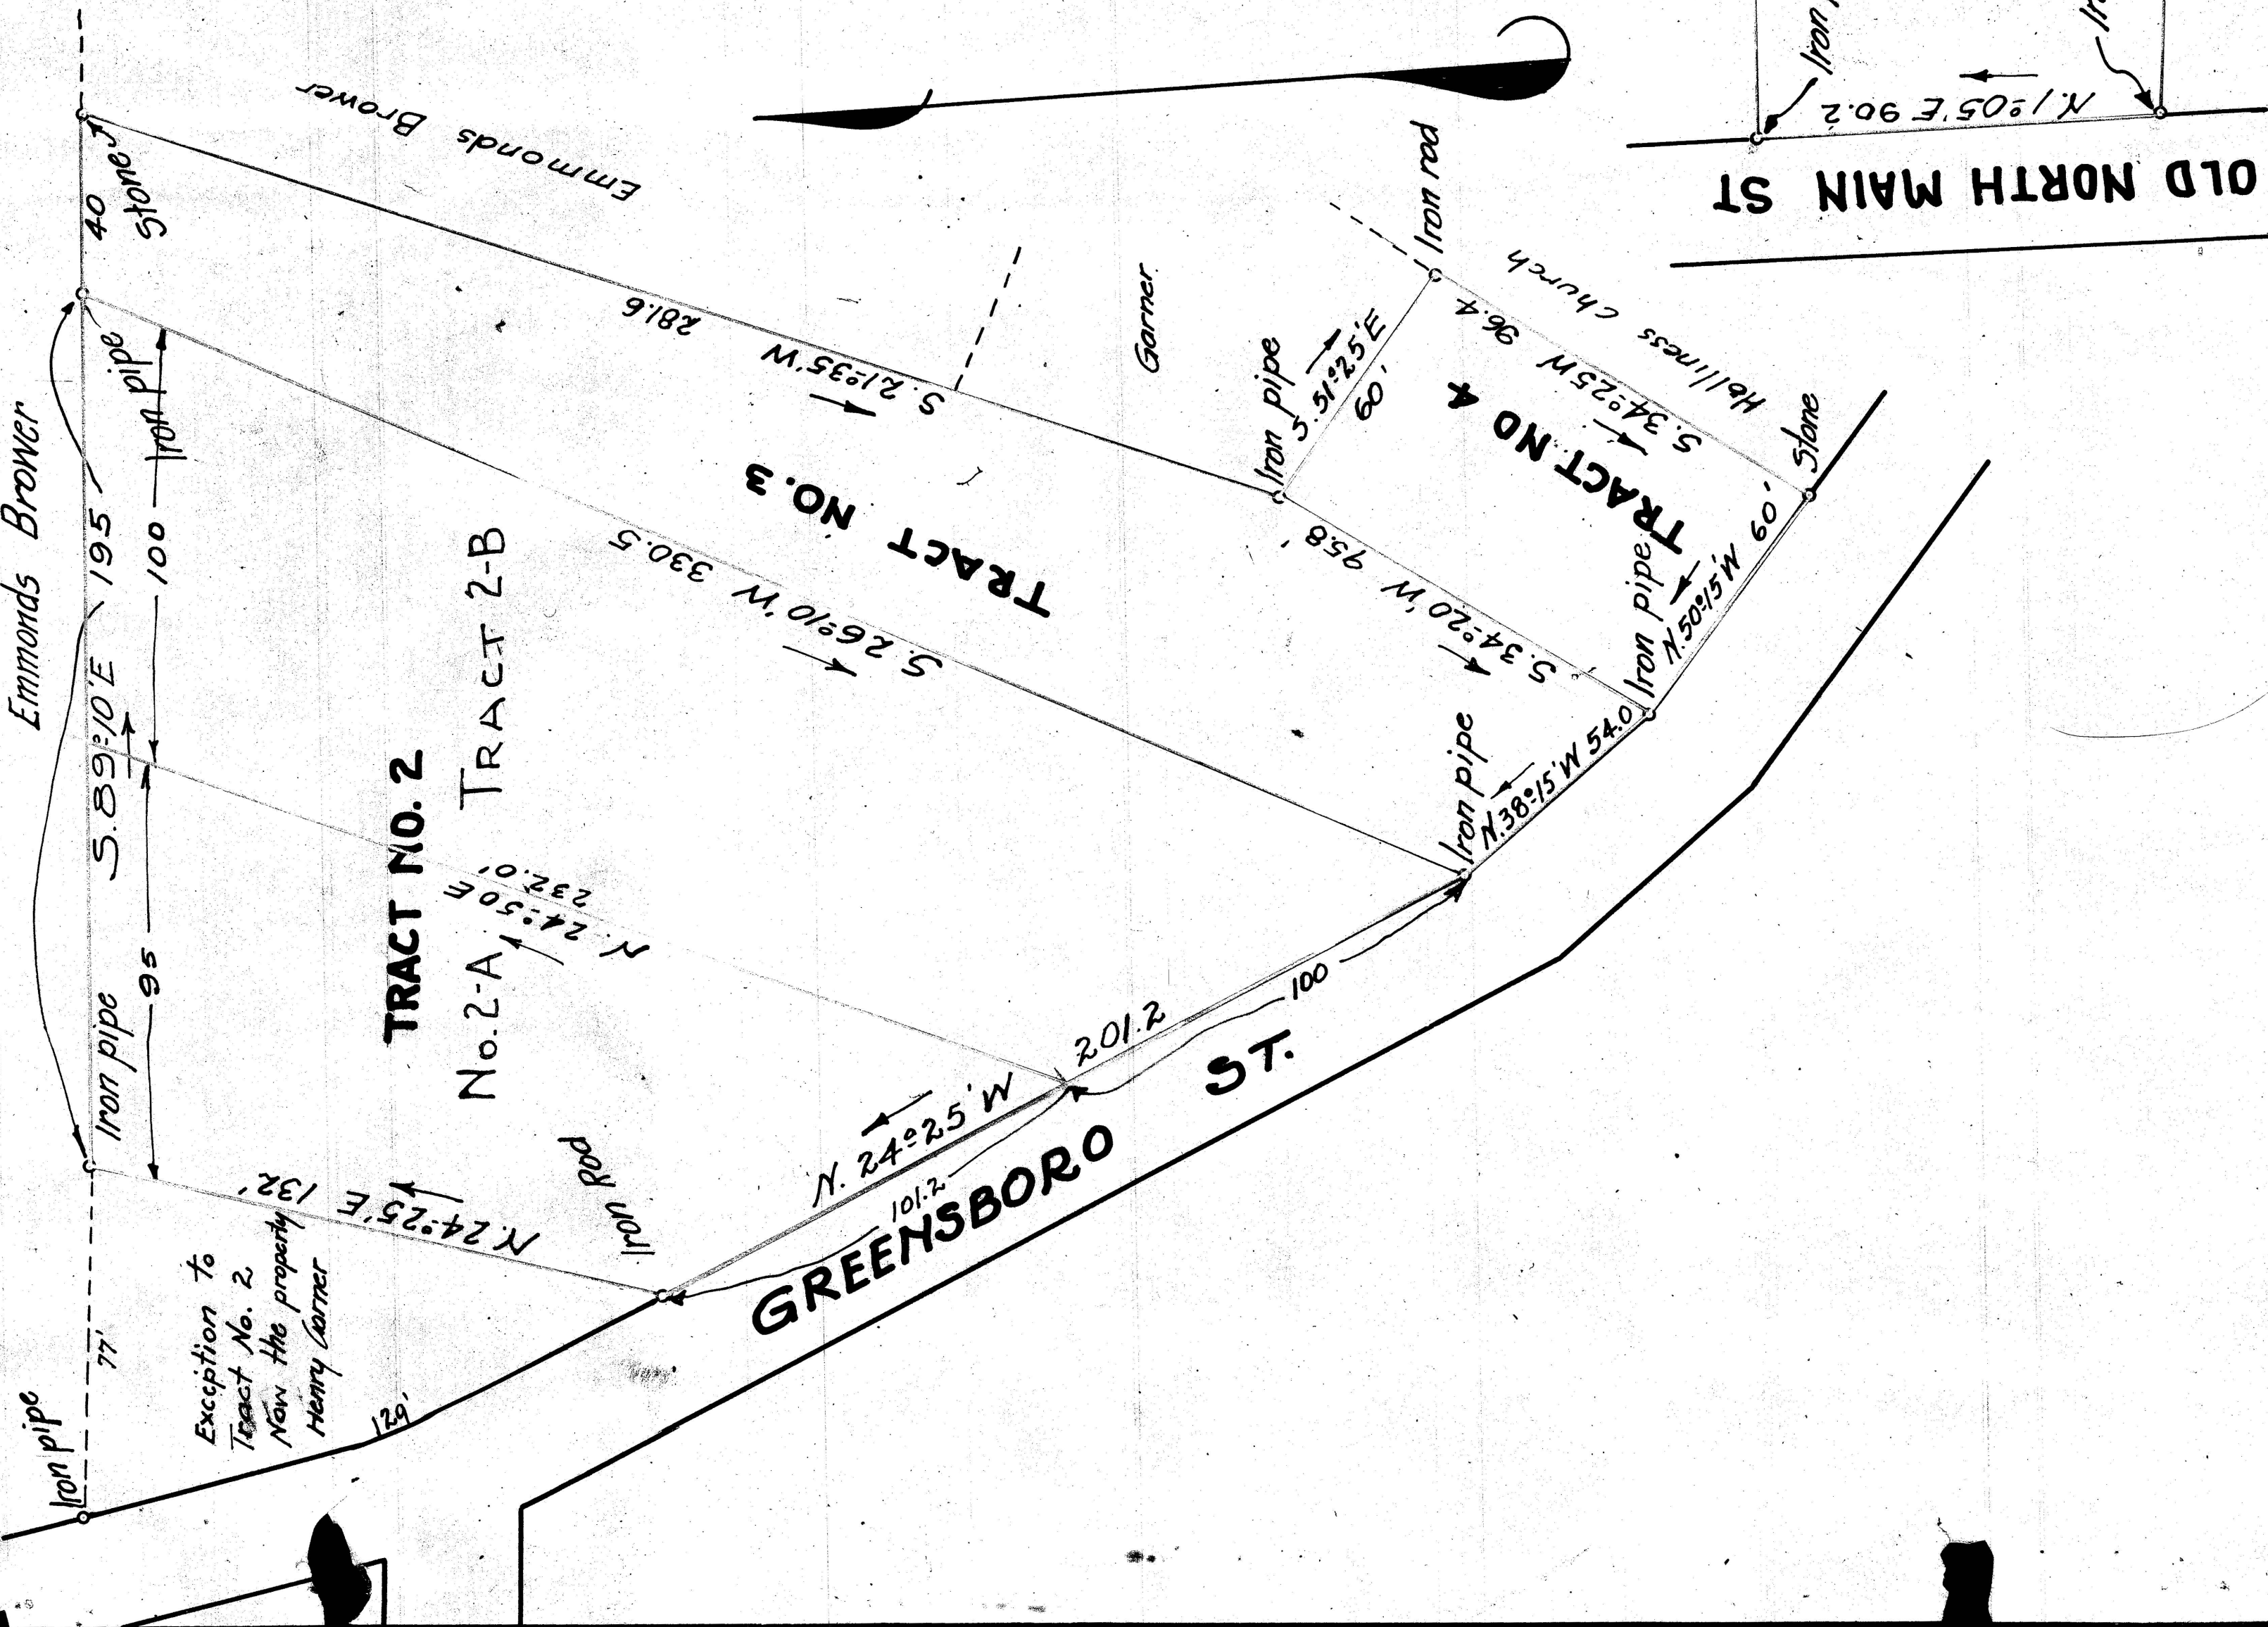 Emmonds Brower
Iron pipe
77'
Iron pipe
S. 89°10'E
195
40
Stone
Iron pipe
95
100
Exception to
Tract No. 2
Now the property
Henry Garner
129'
N. 24°25'E 132'
Iron Rod
TRACT NO. 2
No. 2-A
TRACT 2-B
N. 24°50 E
232.0'
S. 26°10'W 330.5
TRACT NO. 3
S. 21°35'W 281.6
Emmonds Brower
Garner
Iron pipe
S. 51°25'E
60'
Iron rod
S. 34°20'W 95.8'
TRACT NO 4
S. 34°25'W 96.4
Holliness Church
Stone
N. 50°15'W 60'
Iron pipe
N. 38°15'W 54.0
Iron pipe
N. 24°25'W 201.2
101.2
100
GREENSBORO ST.
OLD NORTH MAIN ST
N. 1°05'E 90.2
Iron